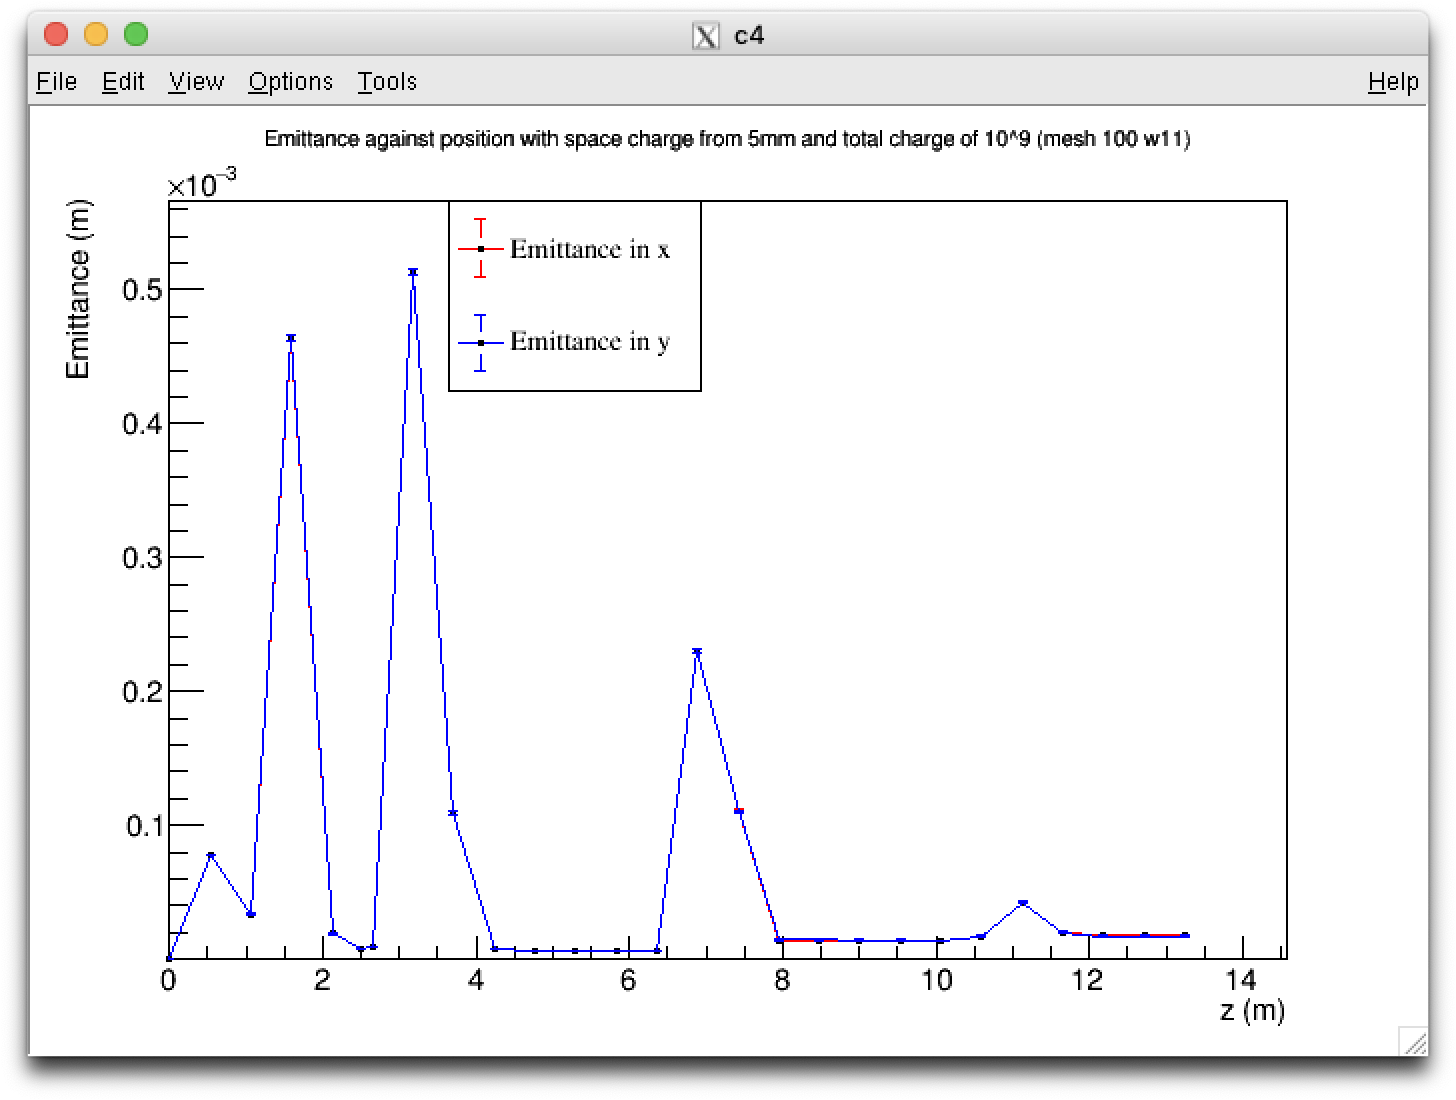 c4
File Edit View Options Tools Help
Emittance against position with space charge from 5mm and total charge of 10^9 (mesh 100 w11)
×10⁻³
Emittance (m)
Emittance in x
Emittance in y
0.5
0.4
0.3
0.2
0.1
0 2 4 6 8 10 12 14
z (m)